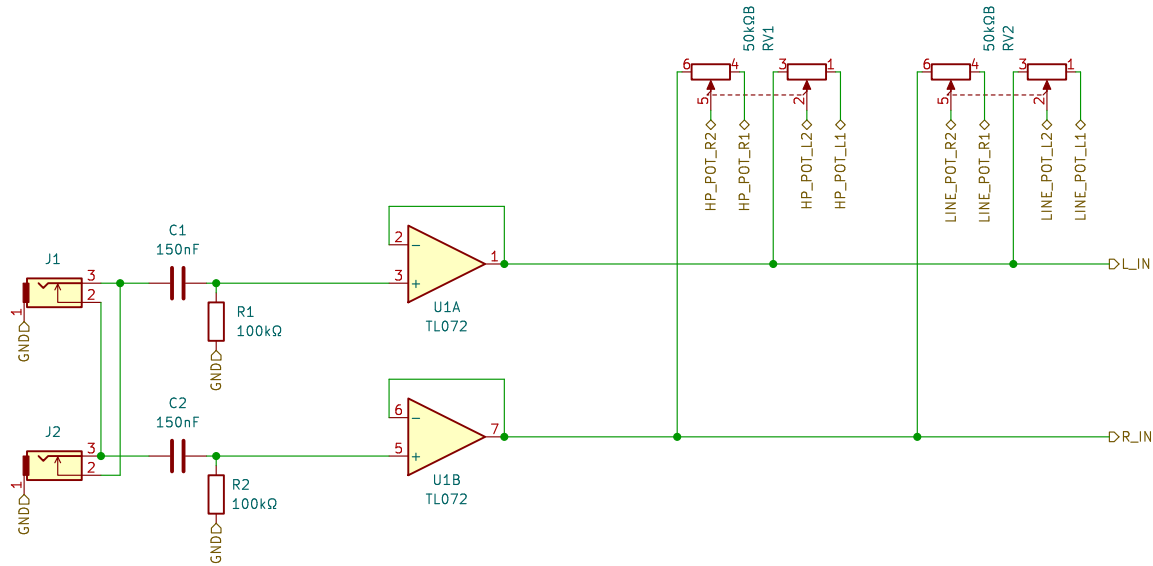 50kΩB
RV1
6
4
5
3
1
2
HP_POT_R2
HP_POT_R1
HP_POT_L2
HP_POT_L1
50kΩB
RV2
6
4
5
3
1
2
LINE_POT_R2
LINE_POT_R1
LINE_POT_L2
LINE_POT_L1
J1
3
2
1
GND
C1
150nF
R1
100kΩ
GND
2
3
1
−
+
U1A
TL072
L_IN
J2
3
2
1
GND
C2
150nF
R2
100kΩ
GND
6
5
7
−
+
U1B
TL072
R_IN